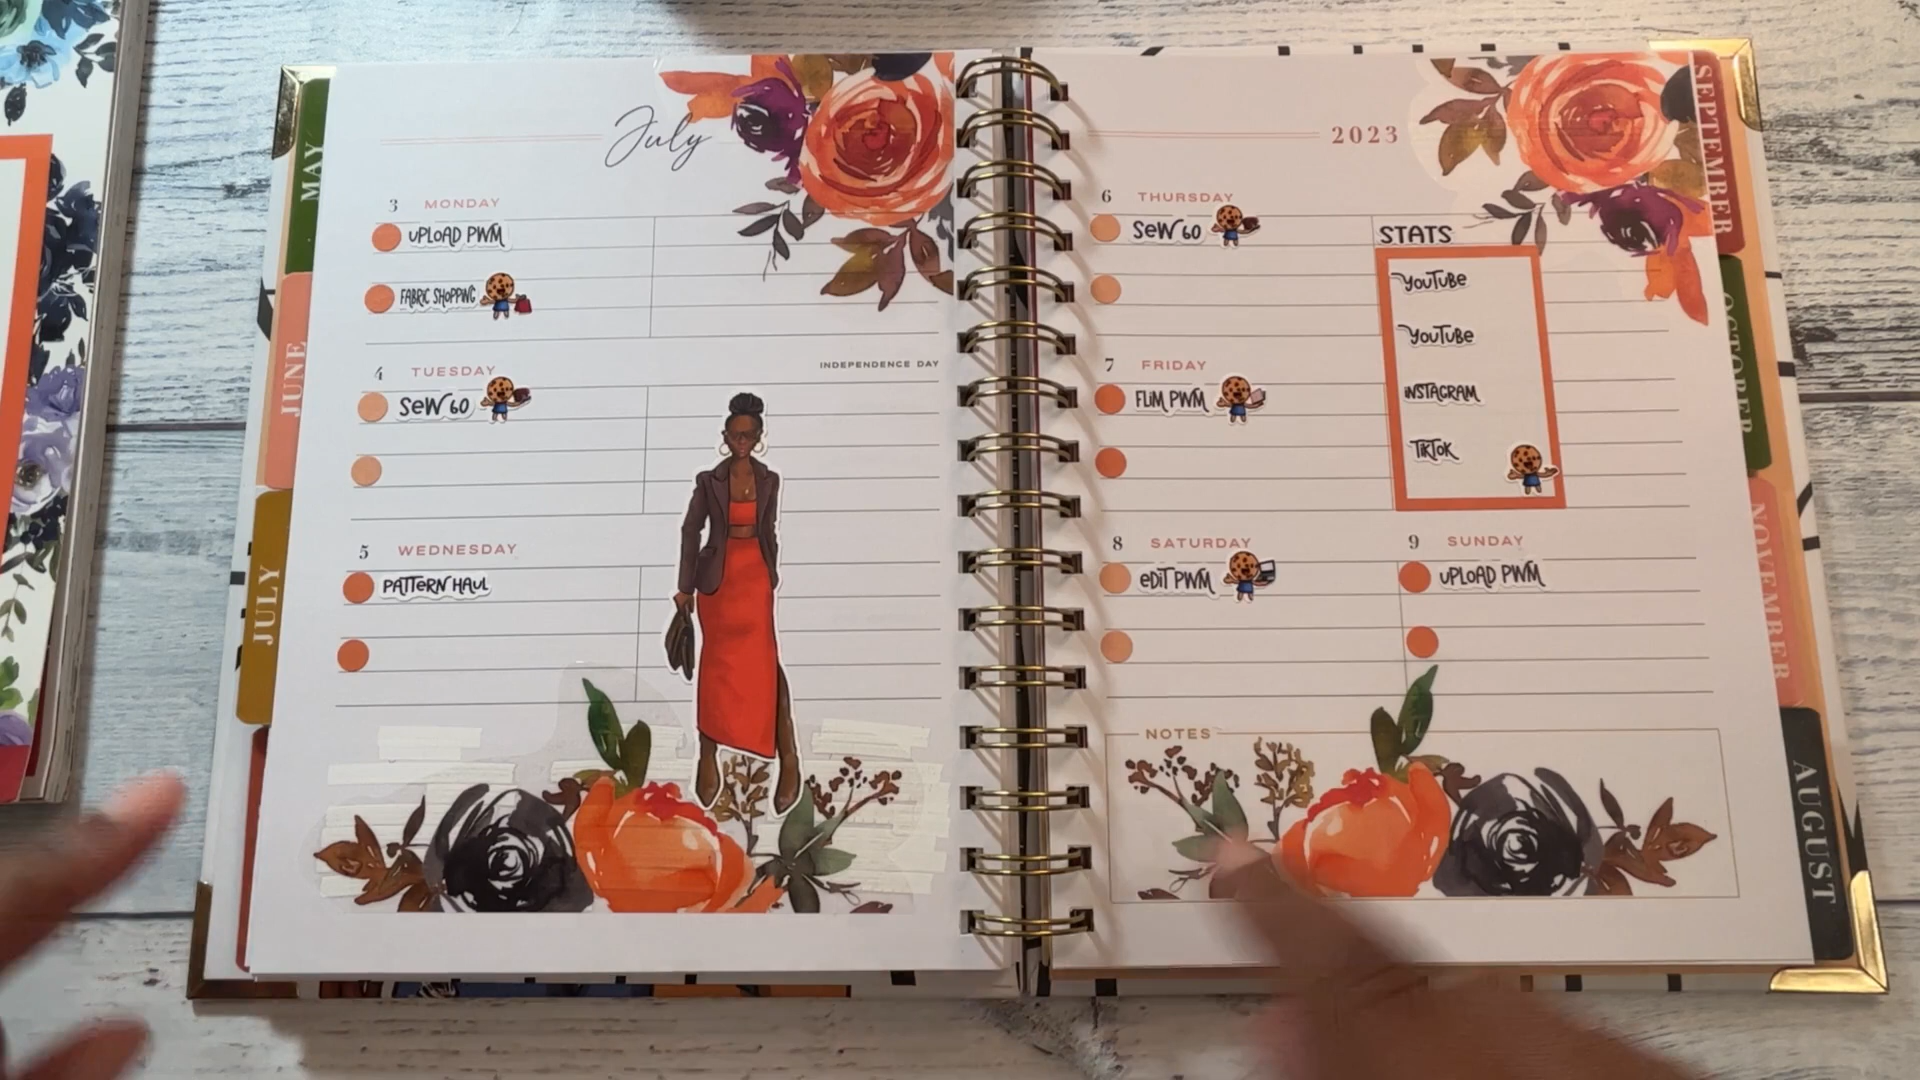 July
3 MONDAY
UPLOAD PWM
FABRIC SHOPPING
4 TUESDAY
INDEPENDENCE DAY
SeW 60
5 WEDNESDAY
PATTeRN HAUL
2023
6 THURSDAY
SeW 60
STATS
YouTuBe
YouTuBe
iNSTAGRAM
TikTok
7 FRIDAY
FLiM PWM
8 SATURDAY
eDiT PWM
9 SUNDAY
UPLOAD PWM
NOTES
MAY
JUNE
JULY
SEPTEMBER
OCTOBER
NOVEMBER
AUGUST